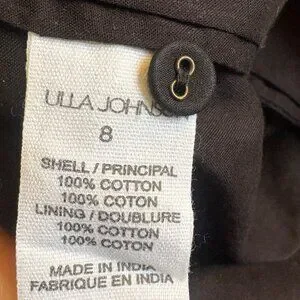 ULLA JOHNS
8
SHELL / PRINCIPAL
100% COTTON
100% COTON
LINING / DOUBLURE
100% COTTON
100% COTON
MADE IN INDIA
FABRIQUE EN INDIA